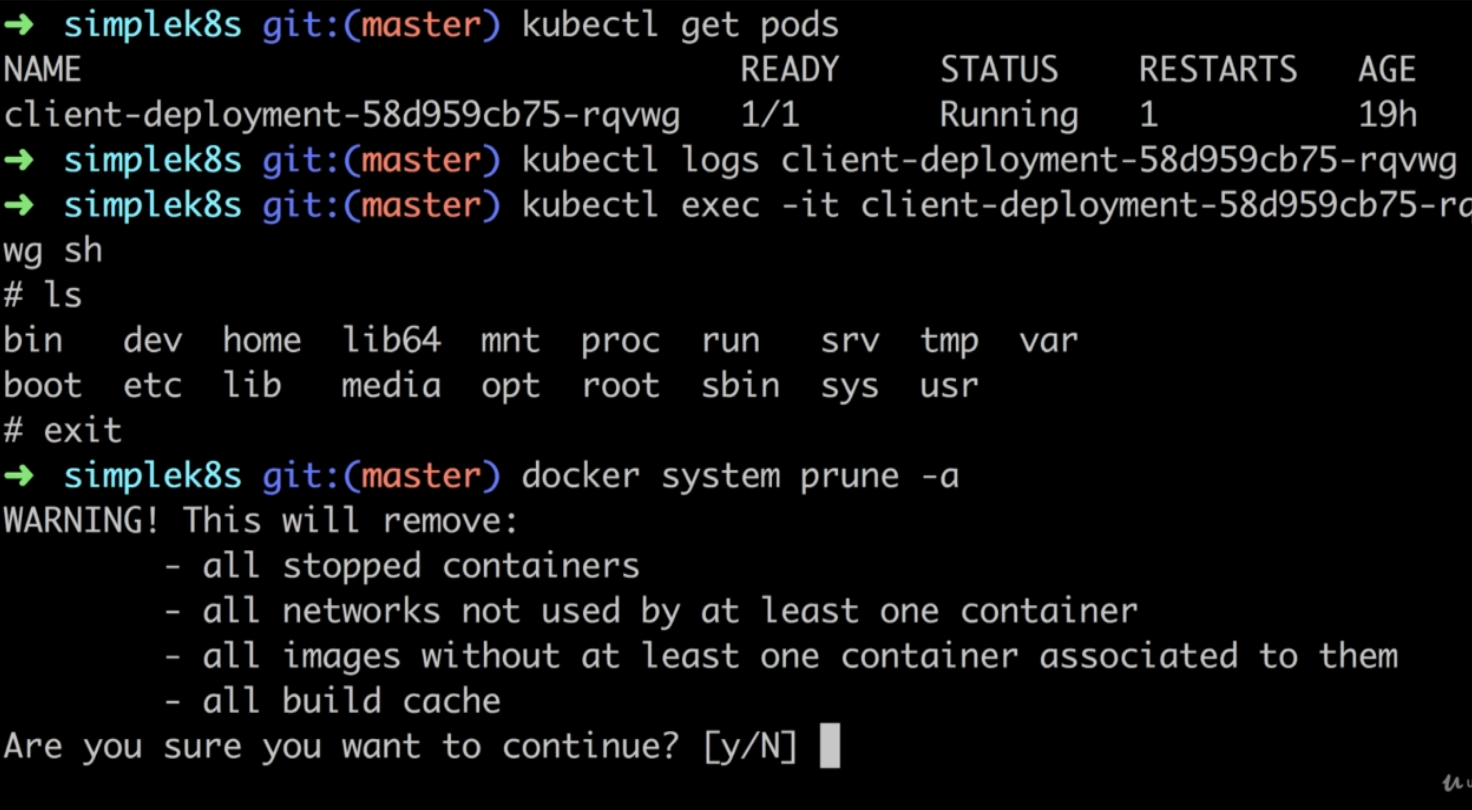 ➜ simplek8s git:(master) kubectl get pods
NAME READY STATUS RESTARTS AGE
client-deployment-58d959cb75-rqvwg 1/1 Running 1 19h
➜ simplek8s git:(master) kubectl logs client-deployment-58d959cb75-rqvwg
➜ simplek8s git:(master) kubectl exec -it client-deployment-58d959cb75-rq
wg sh
# ls
bin dev home lib64 mnt proc run srv tmp var
boot etc lib media opt root sbin sys usr
# exit
➜ simplek8s git:(master) docker system prune -a
WARNING! This will remove:
- all stopped containers
- all networks not used by at least one container
- all images without at least one container associated to them
- all build cache
Are you sure you want to continue? [y/N]